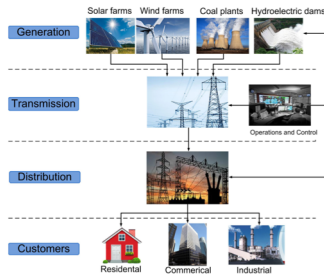 Solar farms Wind farms Coal plants Hydroelectric dams
Generation
Transmission
Operations and Control
Distribution
Customers
Residental Commerical Industrial